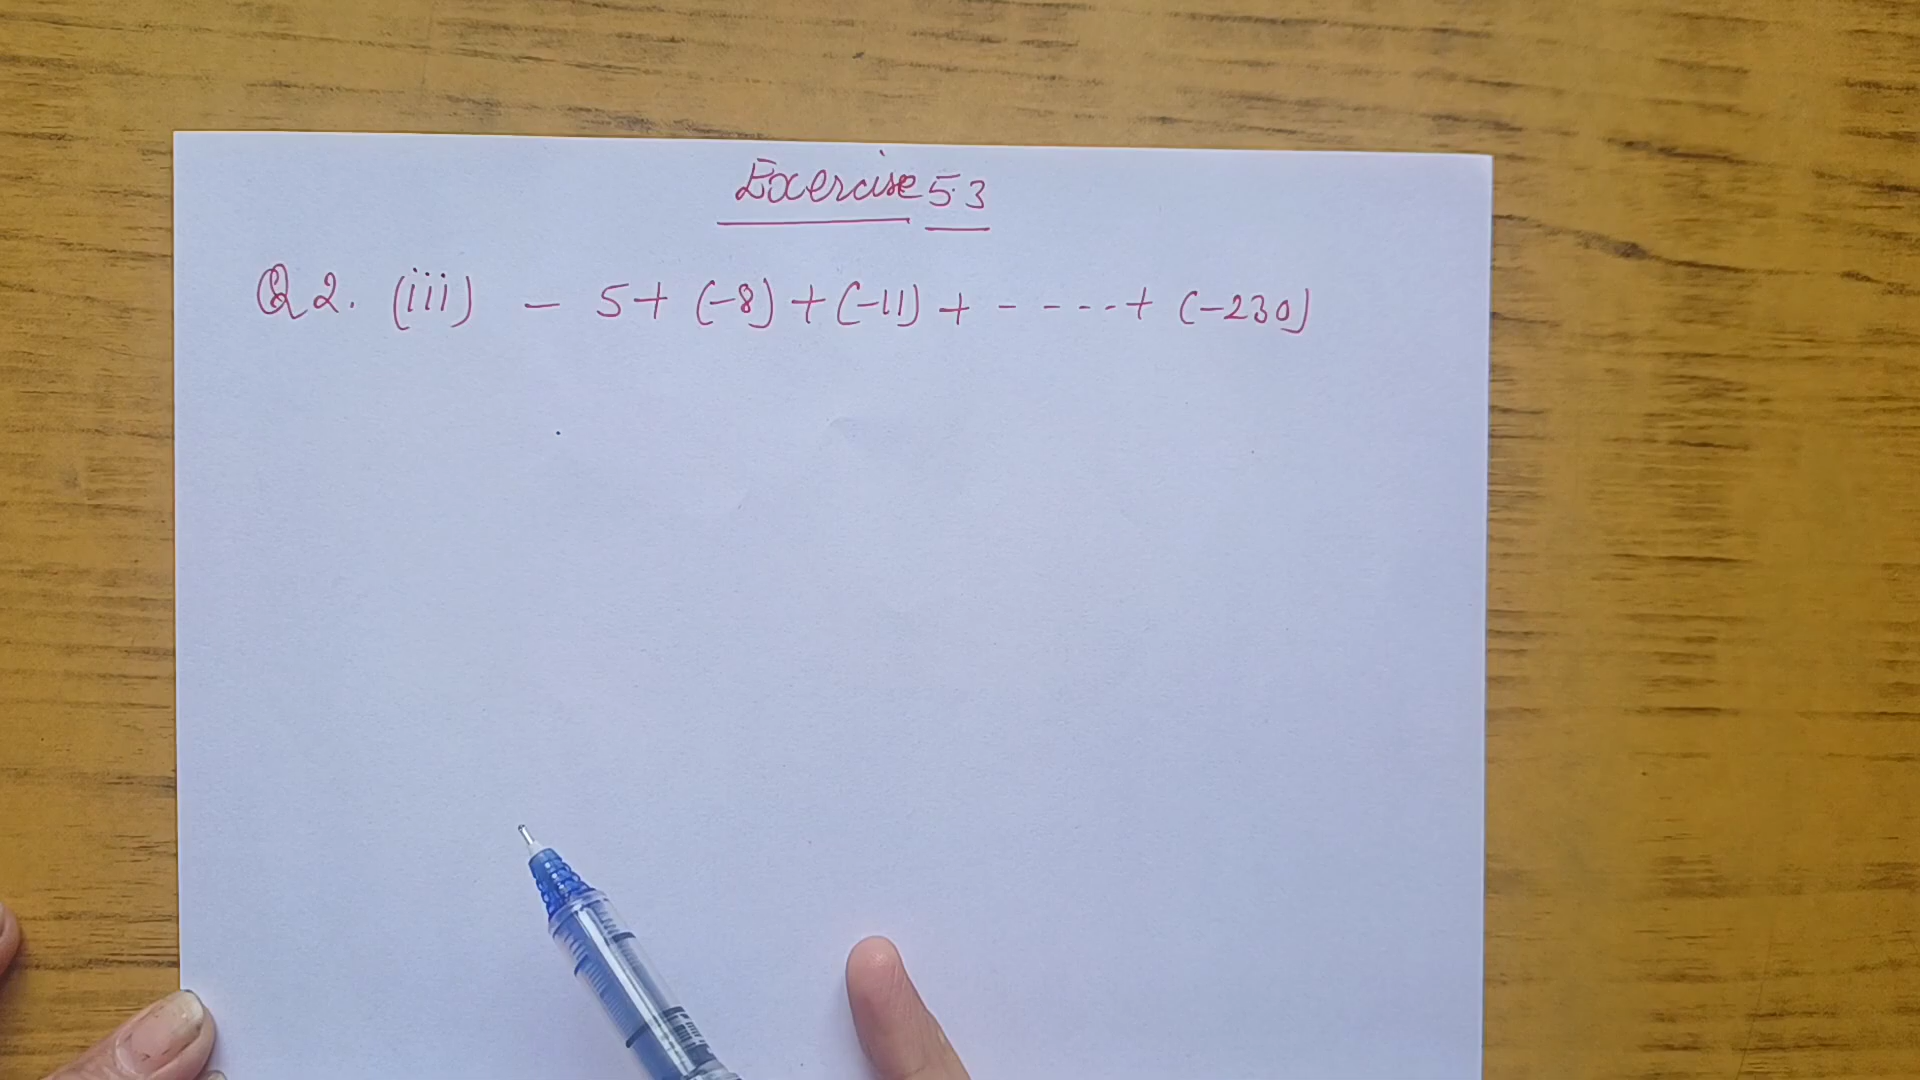 Exercise 5.3
Q2. (iii) - 5 + (-8) + (-11) + - - - - - + (-230)